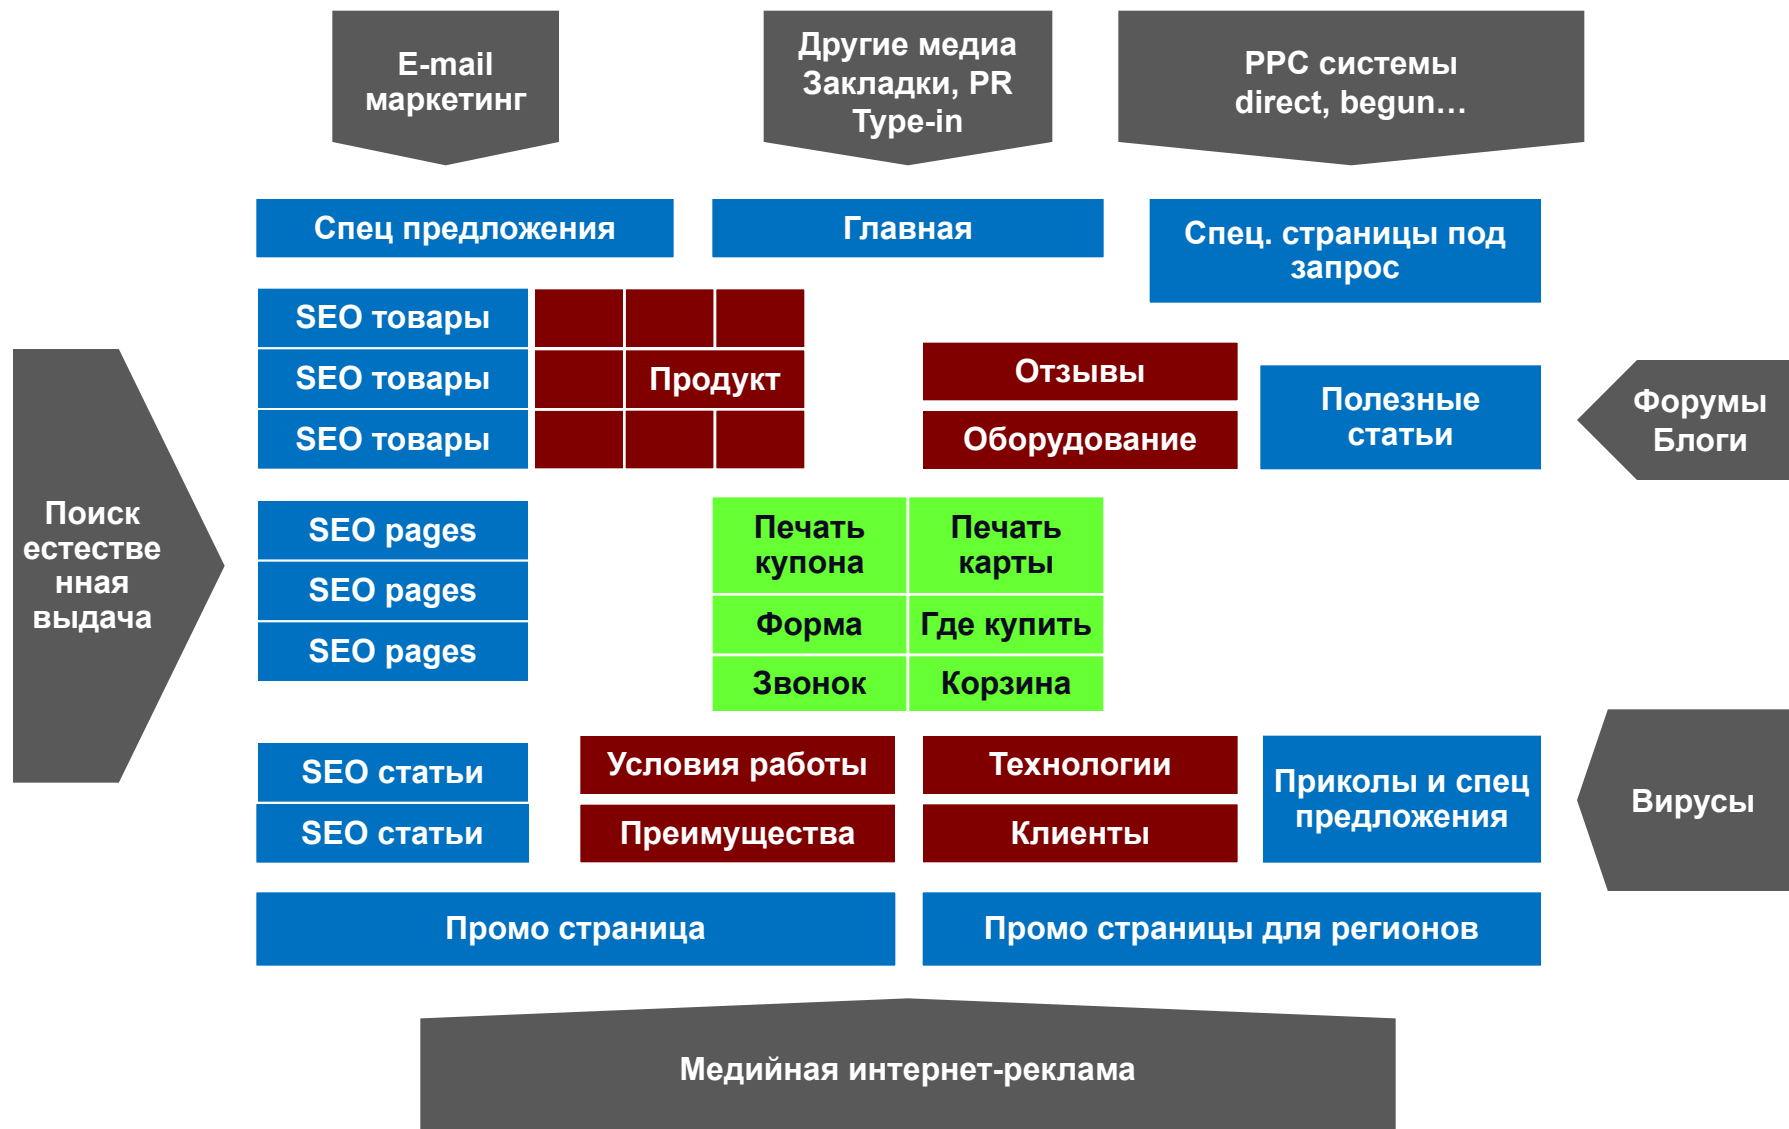 E-mail
маркетинг
Другие медиа
Закладки, PR
Type-in
PPC системы
direct, begun…
Спец предложения
Главная
Спец. страницы под
запрос
SEO товары
SEO товары
Продукт
SEO товары
Отзывы
Оборудование
Полезные
статьи
Форумы
Блоги
Поиск
естестве
нная
выдача
SEO pages
SEO pages
SEO pages
Печать
купона
Печать
карты
Форма
Где купить
Звонок
Корзина
SEO статьи
SEO статьи
Условия работы
Технологии
Преимущества
Клиенты
Приколы и спец
предложения
Вирусы
Промо страница
Промо страницы для регионов
Медийная интернет-реклама